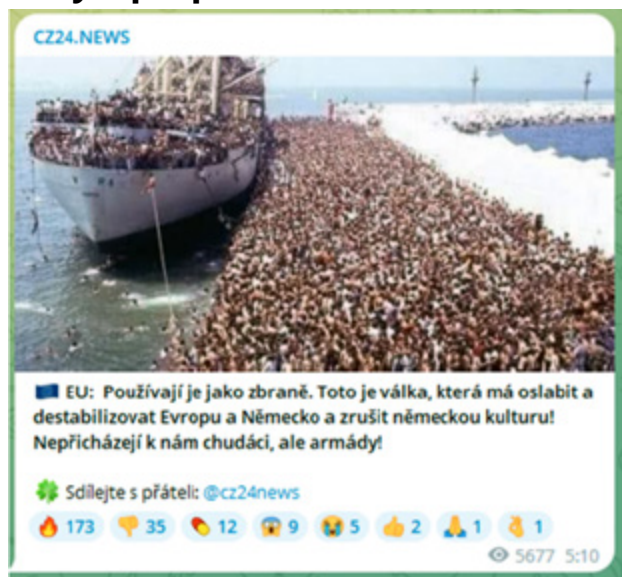 CZ24.NEWS
EU: Používají je jako zbraně. Toto je válka, která má oslabit a
destabilizovat Evropu a Německo a zrušit německou kulturu!
Nepřicházejí k nám chudáci, ale armády!
Sdílejte s přáteli: @cz24news
173 35 12 9 5 2 1 1
5677 5:10